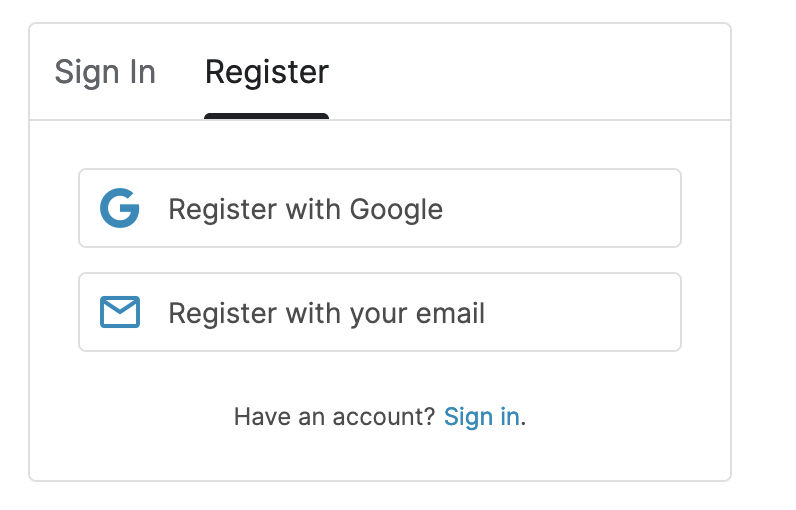 Sign In Register
Register with Google
Register with your email
Have an account? Sign in.